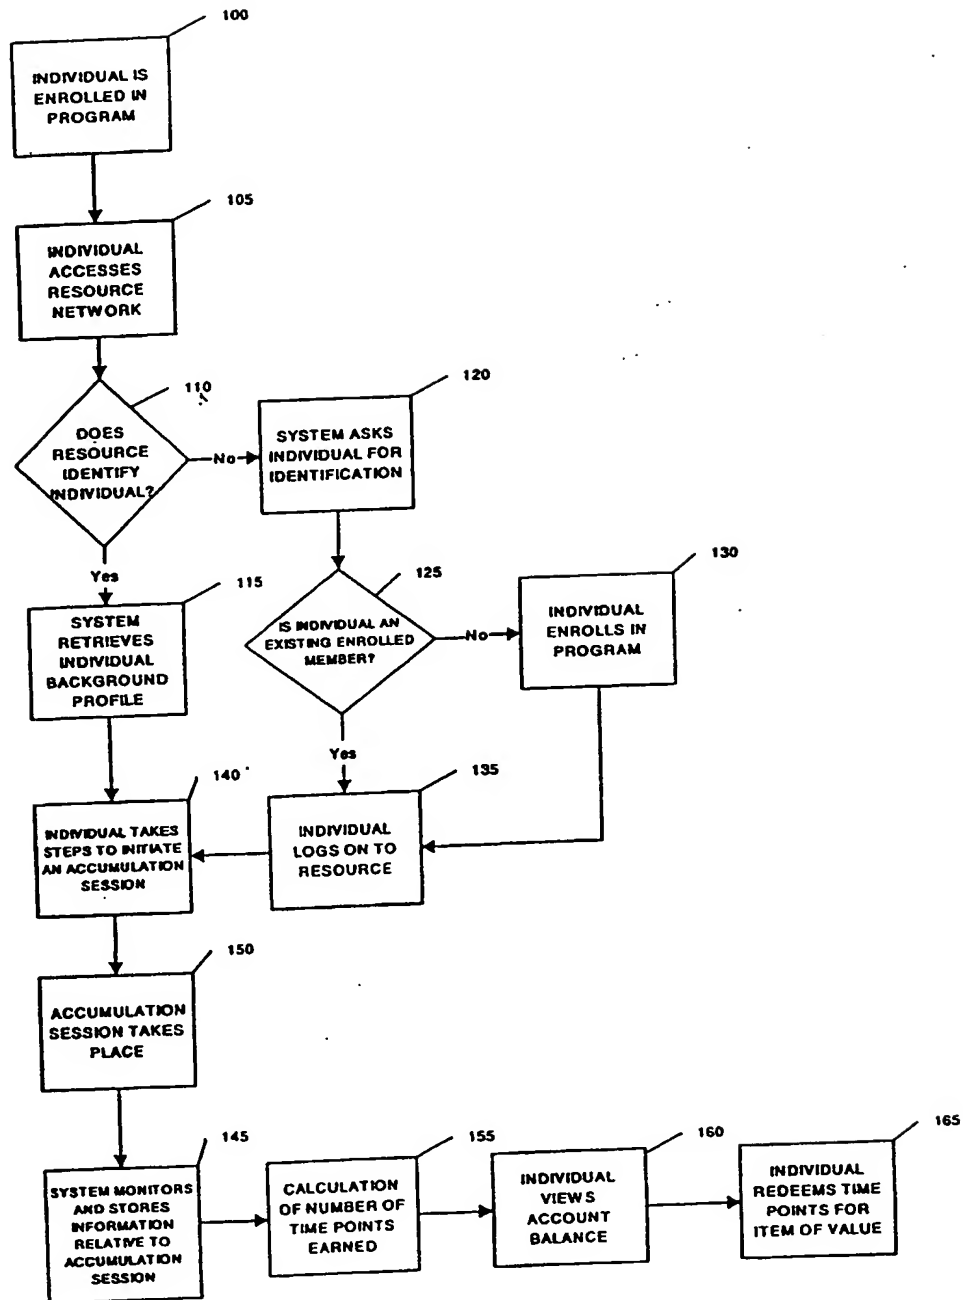 100
INDIVIDUAL IS
ENROLLED IN
PROGRAM
105
INDIVIDUAL
ACCESSES
RESOURCE
NETWORK
110
DOES
RESOURCE
IDENTIFY
INDIVIDUAL?
No
120
SYSTEM ASKS
INDIVIDUAL FOR
IDENTIFICATION
Yes
115
SYSTEM
RETRIEVES
INDIVIDUAL
BACKGROUND
PROFILE
125
IS INDIVIDUAL AN
EXISTING ENROLLED
MEMBER?
No
130
INDIVIDUAL
ENROLLS IN
PROGRAM
Yes
135
INDIVIDUAL
LOGS ON TO
RESOURCE
140
INDIVIDUAL TAKES
STEPS TO INITIATE
AN ACCUMULATION
SESSION
150
ACCUMULATION
SESSION TAKES
PLACE
145
SYSTEM MONITORS
AND STORES
INFORMATION
RELATIVE TO
ACCUMULATION
SESSION
155
CALCULATION
OF NUMBER OF
TIME POINTS
EARNED
160
INDIVIDUAL
VIEWS
ACCOUNT
BALANCE
165
INDIVIDUAL
REDEEMS TIME
POINTS FOR
ITEM OF VALUE